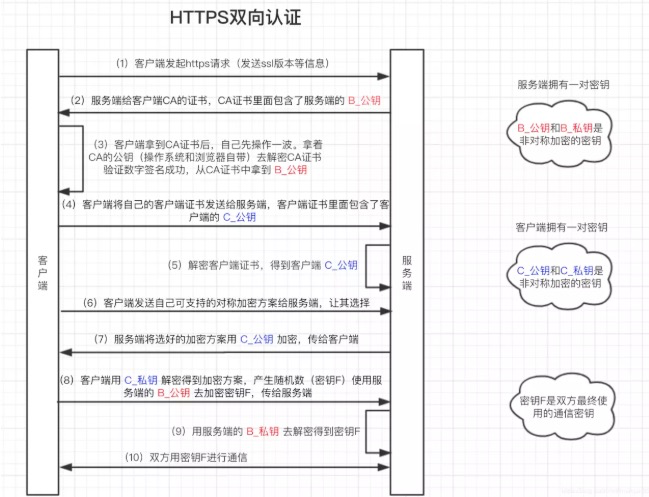 HTTPS双向认证
（1）客户端发起https请求（发送ssl版本等信息）
（2）服务端给客户端CA的证书，CA证书里面包含了服务端的 B_公钥
（3）客户端拿到CA证书后，自己先操作一波。拿着
CA的公钥（操作系统和浏览器自带）去解密CA证书
验证数字签名成功，从CA证书中拿到 B_公钥
（4）客户端将自己的客户端证书发送给服务端，客户端证书里面包含了客
户端的 C_公钥
客户端
服务端
（5）解密客户端证书，得到客户端 C_公钥
（6）客户端发送自己可支持的对称加密方案给服务端，让其选择
（7）服务端将选好的加密方案用 C_公钥 加密，传给客户端
（8）客户端用 C_私钥 解密得到加密方案，产生随机数（密钥F）使用服
务端的 B_公钥 去加密密钥F，传给服务端
（9）用服务端的 B_私钥 去解密得到密钥F
（10）双方用密钥F进行通信
服务端拥有一对密钥
B_公钥和B_私钥是
非对称加密的密钥
客户端拥有一对密钥
C_公钥和C_私钥是
非对称加密的密钥
密钥F是双方最终使
用的通信密钥